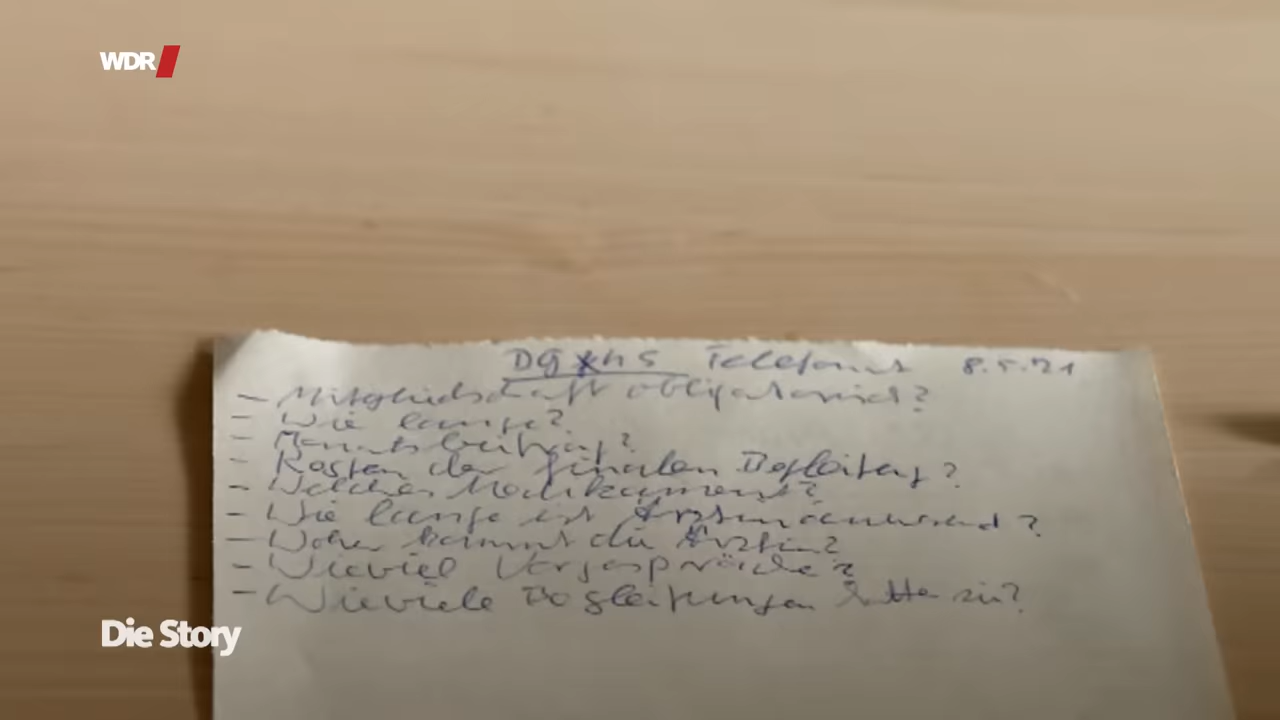 WDR
DGHS Telefonat 8.5.21
– Mitgliedschaft obligatorisch?
– Wie lange?
– Monatsbeitrag?
– Kosten der finalen Begleitung?
– Welches Medikament?
– Wie lange ist Ärztin anwesend?
– Woher kommt die Ärztin?
– Wieviel Vorgespräche?
– Wieviele Begleitungen hatte sie?
Die Story